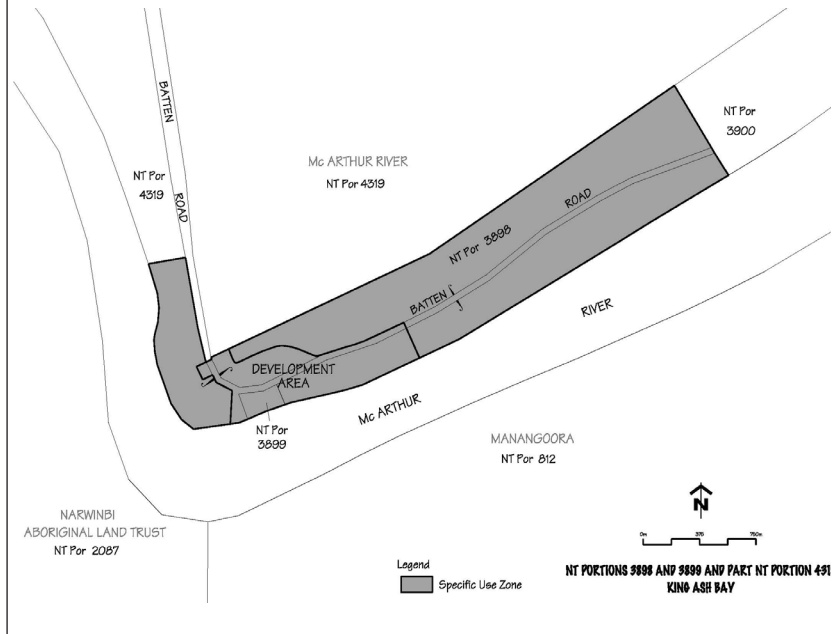 BATTEN
ROAD
NT Por
4319
Mc ARTHUR RIVER
NT Por 4319
NT Por
3900
NT Por 3898
ROAD
BATTEN
RIVER
DEVELOPMENT
AREA
Mc ARTHUR
NT Por
3899
MANANGOORA
NT Por 812
NARWINBI
ABORIGINAL LAND TRUST
NT Por 2087
N
0m 375 750m
Legend
Specific Use Zone
NT PORTIONS 3898 AND 3899 AND PART NT PORTION 431
KING ASH BAY